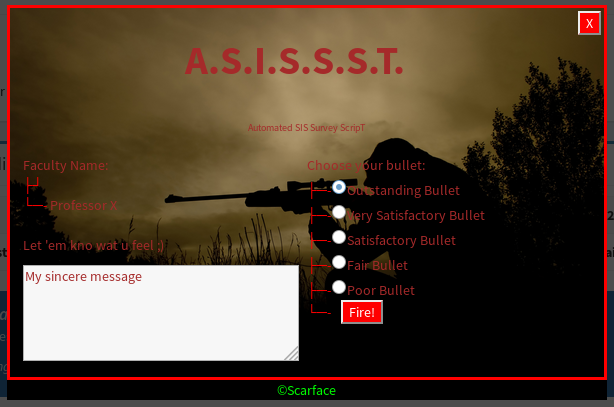 X
A.S.I.S.S.S.T.
Automated SIS Survey ScripT
Faculty Name:
Professor X
Let 'em kno wat u feel ;)
My sincere message
Choose your bullet:
Outstanding Bullet
Very Satisfactory Bullet
Satisfactory Bullet
Fair Bullet
Poor Bullet
Fire!
©Scarface